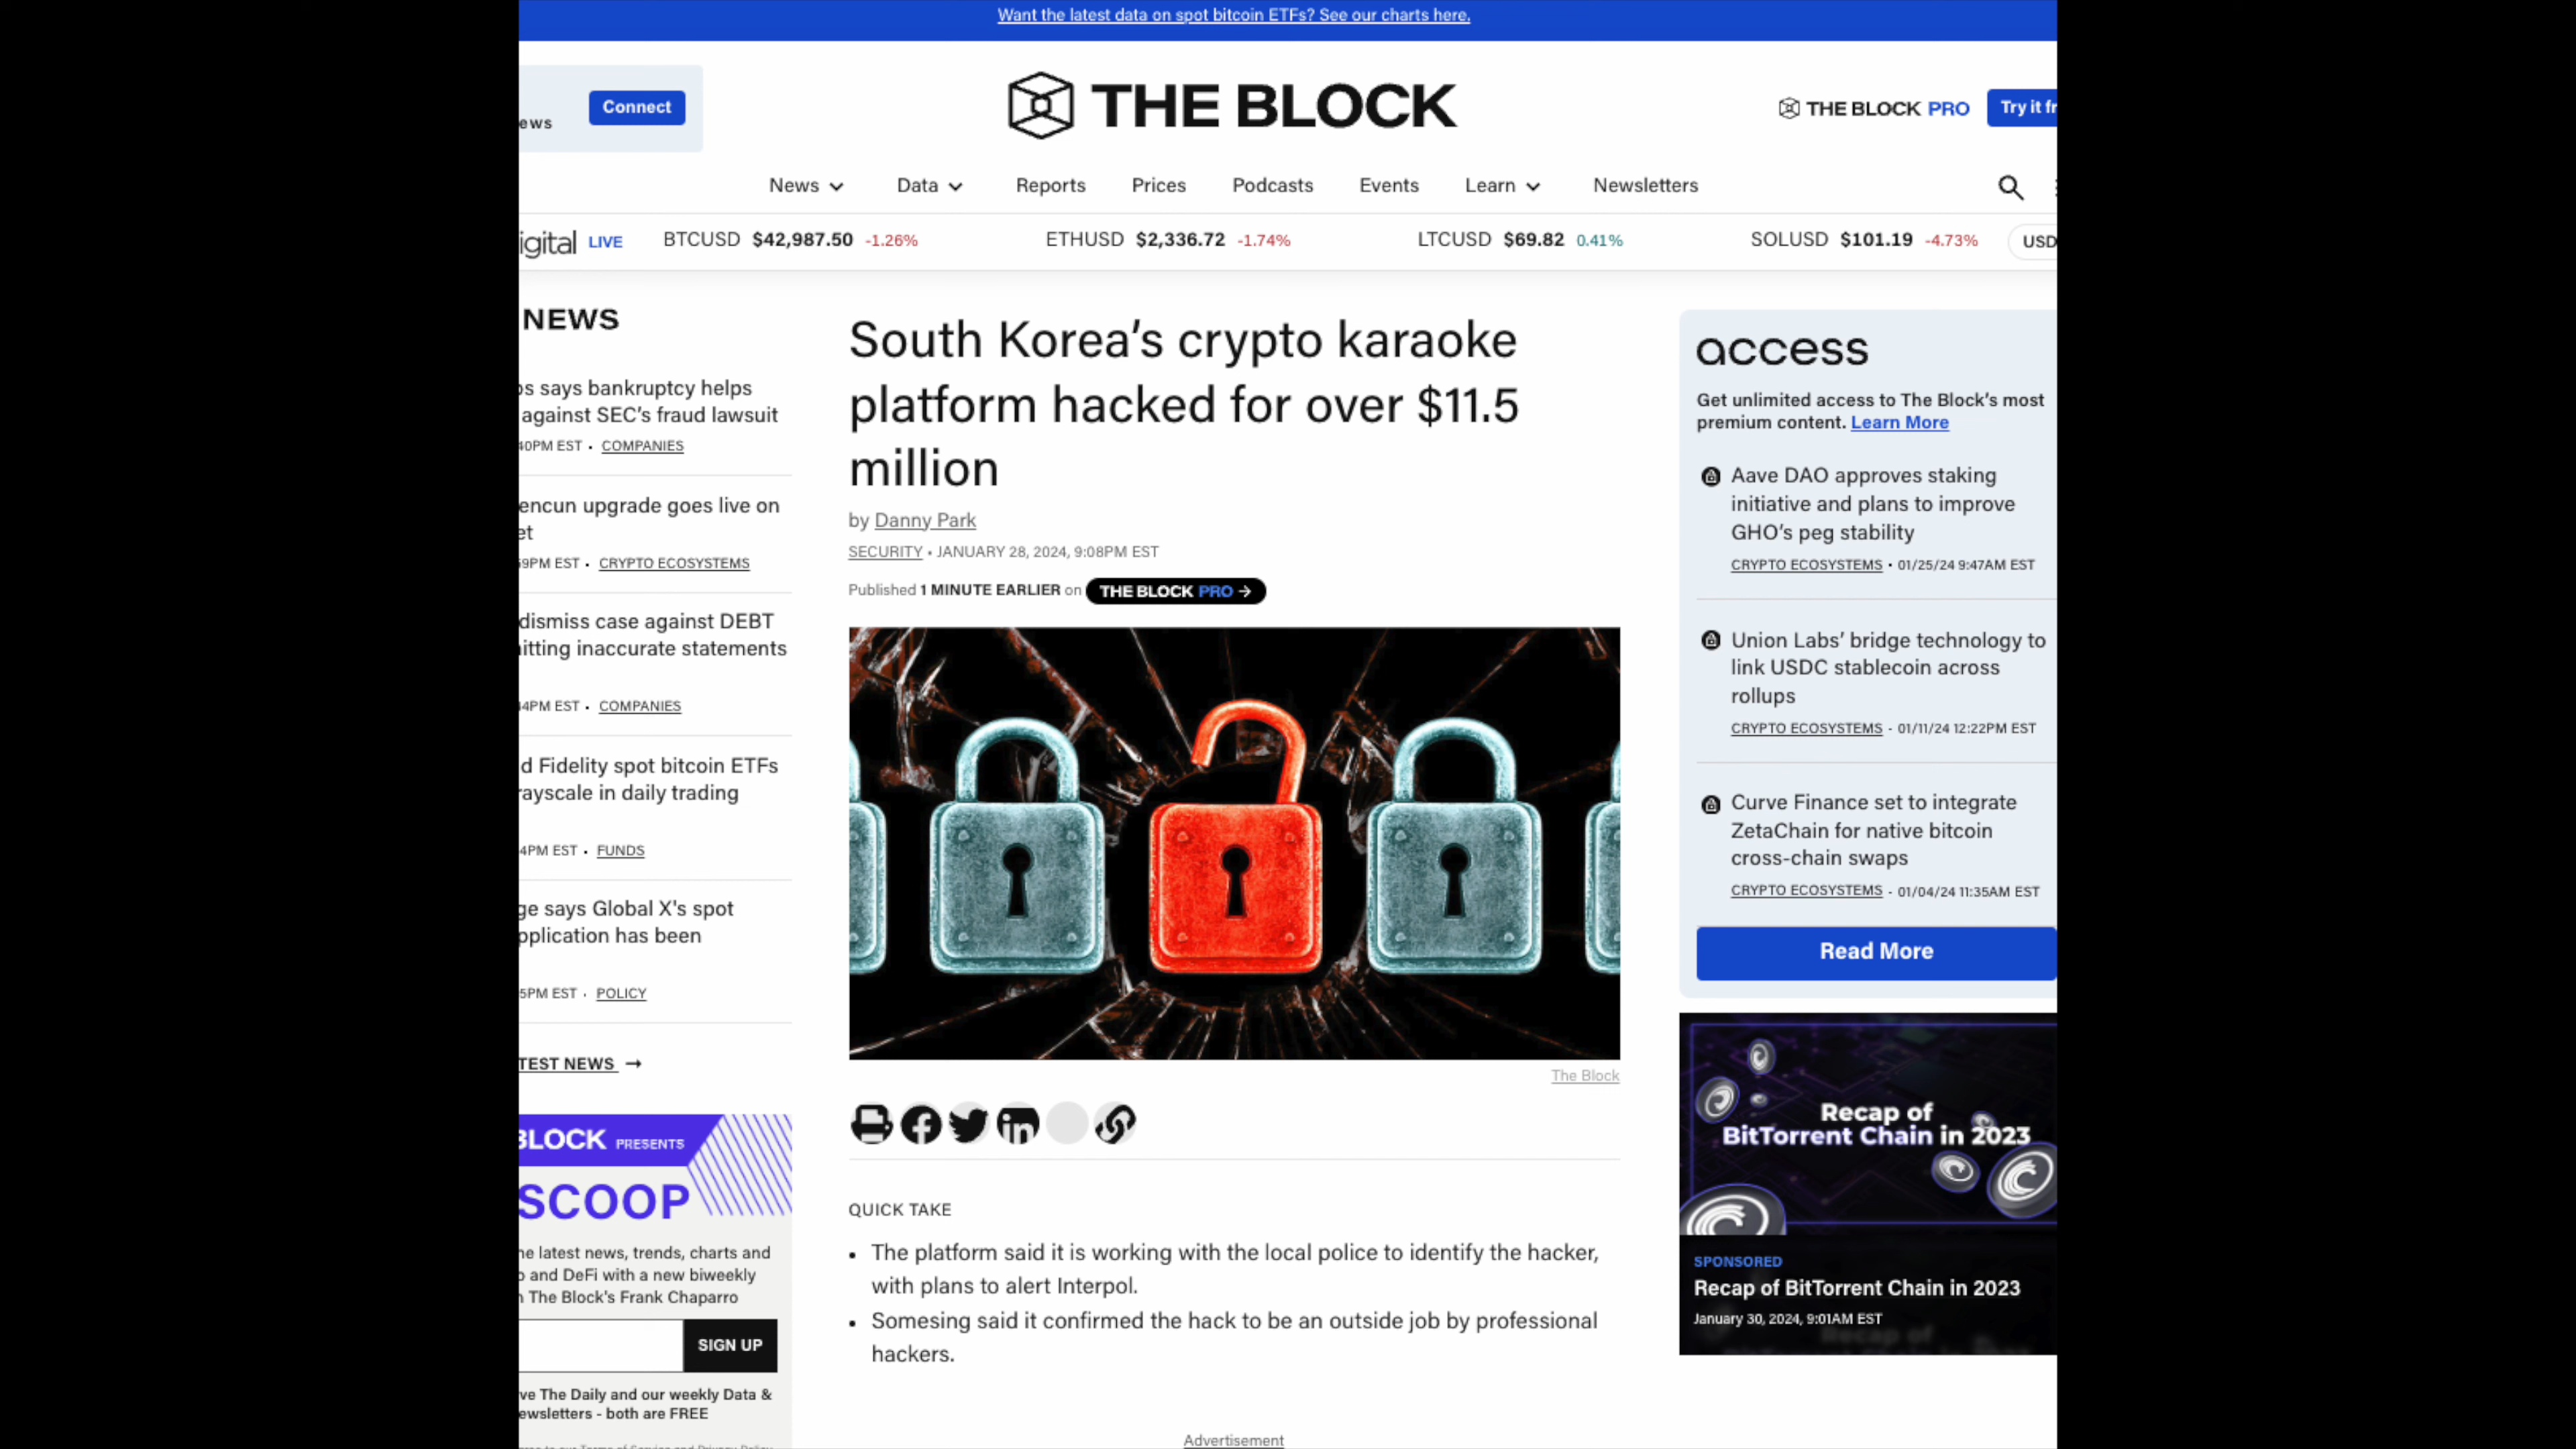 Want the latest data on spot bitcoin ETFs? See our charts here.
Connect
THE BLOCK
THE BLOCK PRO
Try it
News
Data
Reports
Prices
Podcasts
Events
Learn
Newsletters
LIVE
BTCUSD $42,987.50 -1.26%
ETHUSD $2,336.72 -1.74%
LTCUSD $69.82 0.41%
SOLUSD $101.19 -4.73%
USD
NEWS
says bankruptcy helps
against SEC's fraud lawsuit
EST • COMPANIES
upgrade goes live on
EST • CRYPTO ECOSYSTEMS
dismiss case against DEBT
inaccurate statements
EST • COMPANIES
Fidelity spot bitcoin ETFs
in daily trading
EST • FUNDS
says Global X's spot
has been
EST • POLICY
NEWS →
PRESENTS
SCOOP
latest news, trends, charts and
and DeFi with a new biweekly
The Block's Frank Chaparro
SIGN UP
The Daily and our weekly Data &
- both are FREE
South Korea's crypto karaoke
platform hacked for over $11.5
million
by Danny Park
SECURITY • JANUARY 28, 2024, 9:08PM EST
Published 1 MINUTE EARLIER on THE BLOCK PRO →
The Block
QUICK TAKE
• The platform said it is working with the local police to identify the hacker,
with plans to alert Interpol.
• Somesing said it confirmed the hack to be an outside job by professional
hackers.
Advertisement
access
Get unlimited access to The Block's most
premium content. Learn More
Aave DAO approves staking
initiative and plans to improve
GHO's peg stability
CRYPTO ECOSYSTEMS • 01/25/24 9:47AM EST
Union Labs' bridge technology to
link USDC stablecoin across
rollups
CRYPTO ECOSYSTEMS • 01/11/24 12:22PM EST
Curve Finance set to integrate
ZetaChain for native bitcoin
cross-chain swaps
CRYPTO ECOSYSTEMS • 01/04/24 11:35AM EST
Read More
Recap of
BitTorrent Chain in 2023
SPONSORED
Recap of BitTorrent Chain in 2023
January 30, 2024, 9:01AM EST